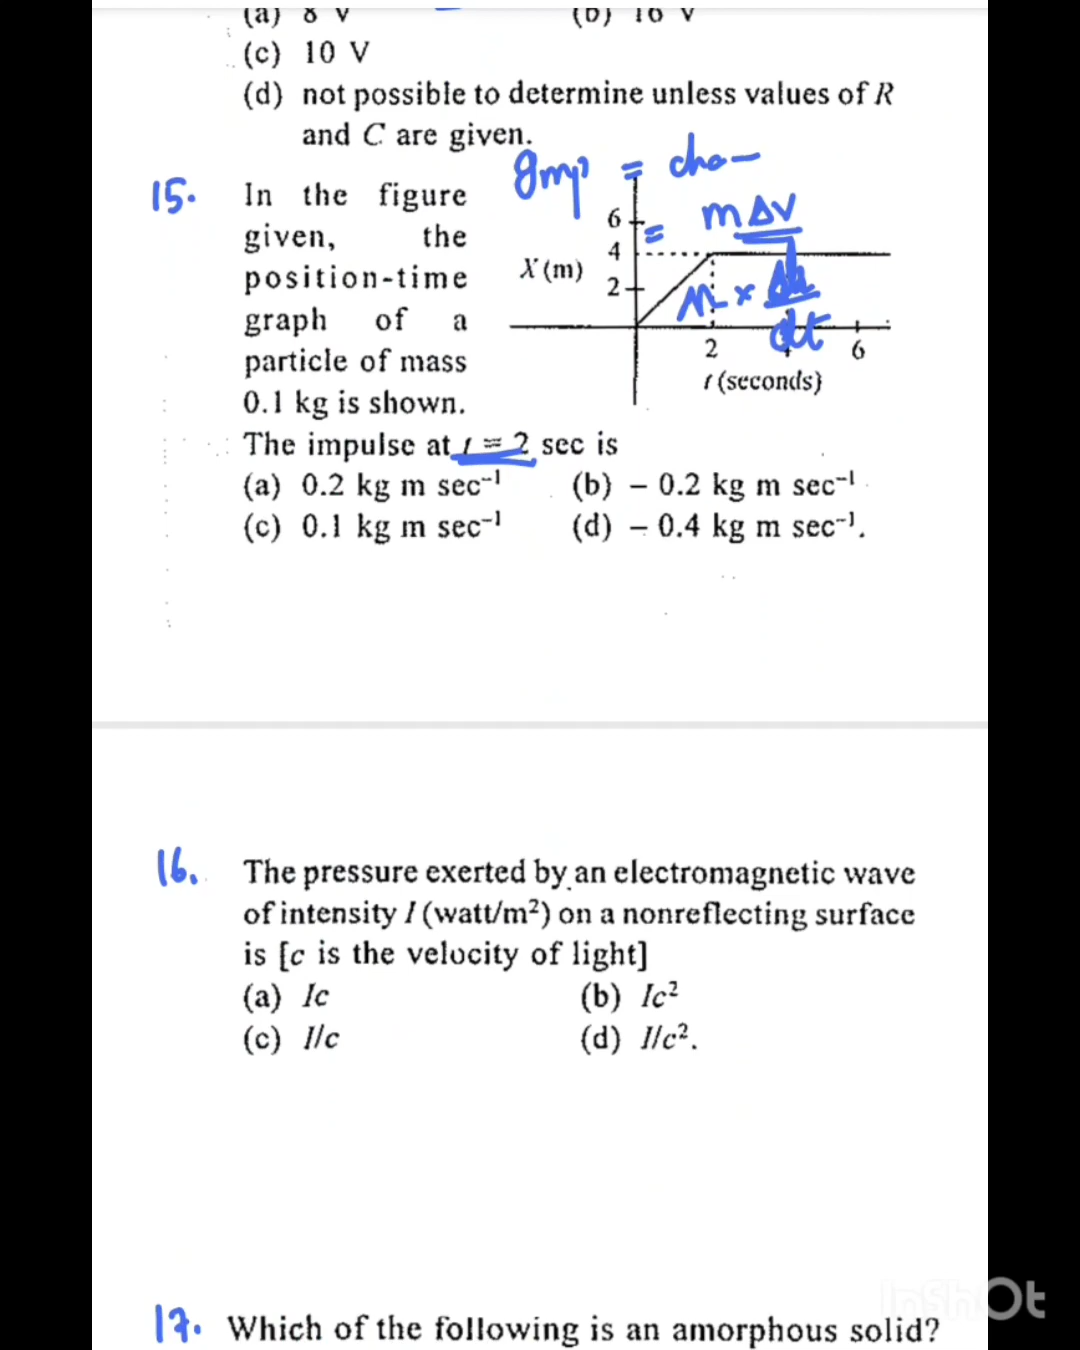 (a) 8 V (b) 16 V
(c) 10 V
(d) not possible to determine unless values of R
and C are given.
15. In the figure
given, the
position-time
graph of a
particle of mass
0.1 kg is shown.
= cha-
= m ΔV
M ×
dt
6
4
X (m)
2
2
6
t (seconds)
The impulse at t = 2 sec is
(a) 0.2 kg m sec⁻¹ (b) – 0.2 kg m sec⁻¹
(c) 0.1 kg m sec⁻¹ (d) – 0.4 kg m sec⁻¹.
16. The pressure exerted by an electromagnetic wave
of intensity I (watt/m²) on a nonreflecting surface
is [c is the velocity of light]
(a) Ic (b) Ic²
(c) I/c (d) I/c².
InShOt
17. Which of the following is an amorphous solid?